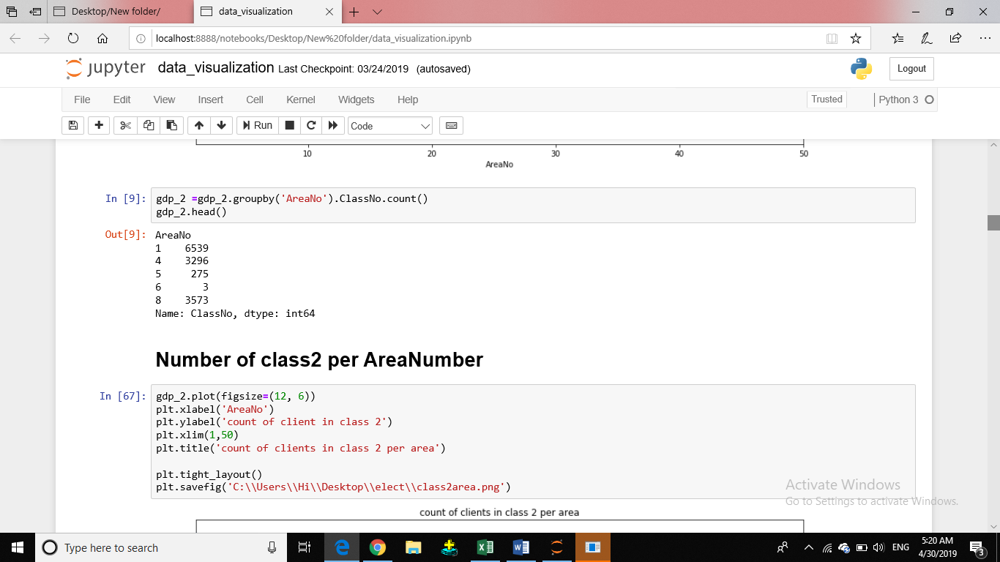 Desktop/New folder/
data_visualization
localhost:8888/notebooks/Desktop/New%20folder/data_visualization.ipynb
jupyter data_visualization Last Checkpoint: 03/24/2019 (autosaved)
Logout
File Edit View Insert Cell Kernel Widgets Help
Trusted
Python 3
Run
Code
10 20 30 40 50
AreaNo
In [9]: gdp_2 =gdp_2.groupby('AreaNo').ClassNo.count()
gdp_2.head()
Out[9]: AreaNo
1 6539
4 3296
5 275
6 3
8 3573
Name: ClassNo, dtype: int64
Number of class2 per AreaNumber
In [67]: gdp_2.plot(figsize=(12, 6))
plt.xlabel('AreaNo')
plt.ylabel('count of client in class 2')
plt.xlim(1,50)
plt.title('count of clients in class 2 per area')
plt.tight_layout()
plt.savefig('C:\\Users\\Hi\\Desktop\\elect\\class2area.png')
Activate Windows
Go to Settings to activate Windows.
count of clients in class 2 per area
Type here to search
ENG
5:20 AM
4/30/2019
3